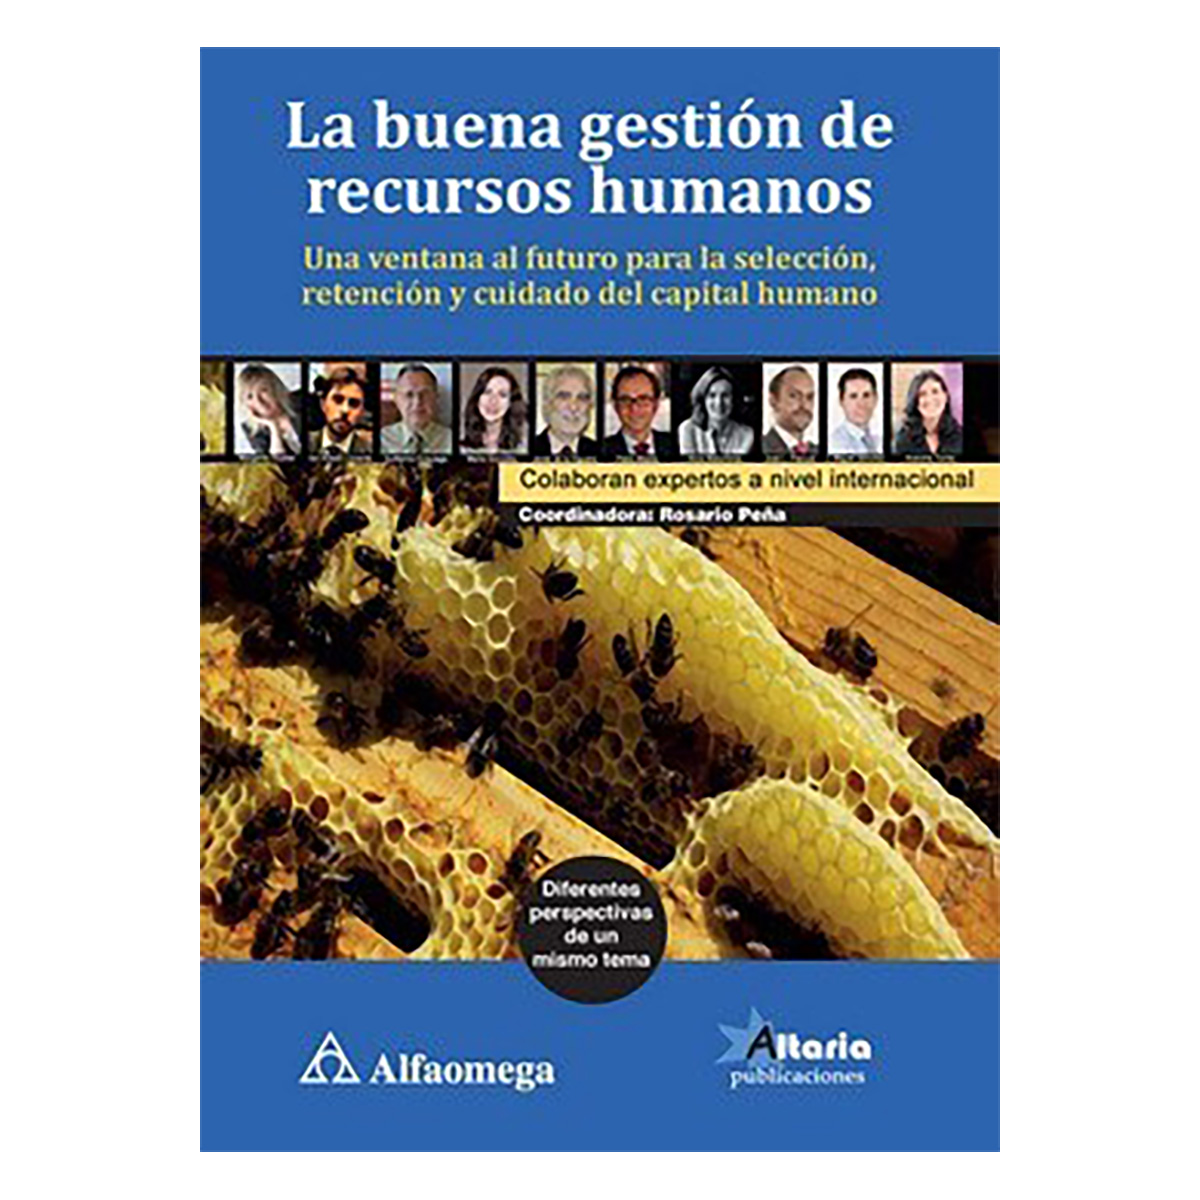 La buena gestión de
recursos humanos
Una ventana al futuro para la selección,
retención y cuidado del capital humano
Colaboran expertos a nivel internacional
Coordinadora: Rosario Peña
Diferentes
perspectivas
de un
mismo tema
Alfaomega
Altaria
publicaciones